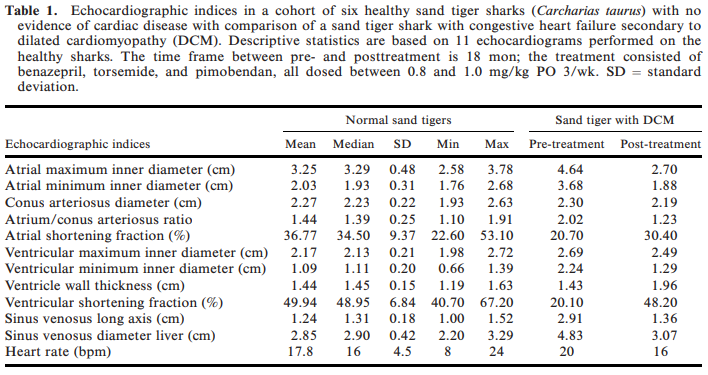 Table 1. Echocardiographic indices in a cohort of six healthy sand tiger sharks (Carcharias taurus) with no
evidence of cardiac disease with comparison of a sand tiger shark with congestive heart failure secondary to
dilated cardiomyopathy (DCM). Descriptive statistics are based on 11 echocardiograms performed on the
healthy sharks. The time frame between pre- and posttreatment is 18 mon; the treatment consisted of
benazepril, torsemide, and pimobendan, all dosed between 0.8 and 1.0 mg/kg PO 3/wk. SD = standard
deviation.
Normal sand tigers Sand tiger with DCM
Echocardiographic indices Mean Median SD Min Max Pre-treatment Post-treatment
Atrial maximum inner diameter (cm) 3.25 3.29 0.48 2.58 3.78 4.64 2.70
Atrial minimum inner diameter (cm) 2.03 1.93 0.31 1.76 2.68 3.68 1.88
Conus arteriosus diameter (cm) 2.27 2.23 0.22 1.93 2.63 2.30 2.19
Atrium/conus arteriosus ratio 1.44 1.39 0.25 1.10 1.91 2.02 1.23
Atrial shortening fraction (%) 36.77 34.50 9.37 22.60 53.10 20.70 30.40
Ventricular maximum inner diameter (cm) 2.17 2.13 0.21 1.98 2.72 2.69 2.49
Ventricular minimum inner diameter (cm) 1.09 1.11 0.20 0.66 1.39 2.24 1.29
Ventricle wall thickness (cm) 1.44 1.45 0.15 1.19 1.63 1.43 1.96
Ventricular shortening fraction (%) 49.94 48.95 6.84 40.70 67.20 20.10 48.20
Sinus venosus long axis (cm) 1.24 1.31 0.18 1.00 1.52 2.91 1.36
Sinus venosus diameter liver (cm) 2.85 2.90 0.42 2.20 3.29 4.83 3.07
Heart rate (bpm) 17.8 16 4.5 8 24 20 16